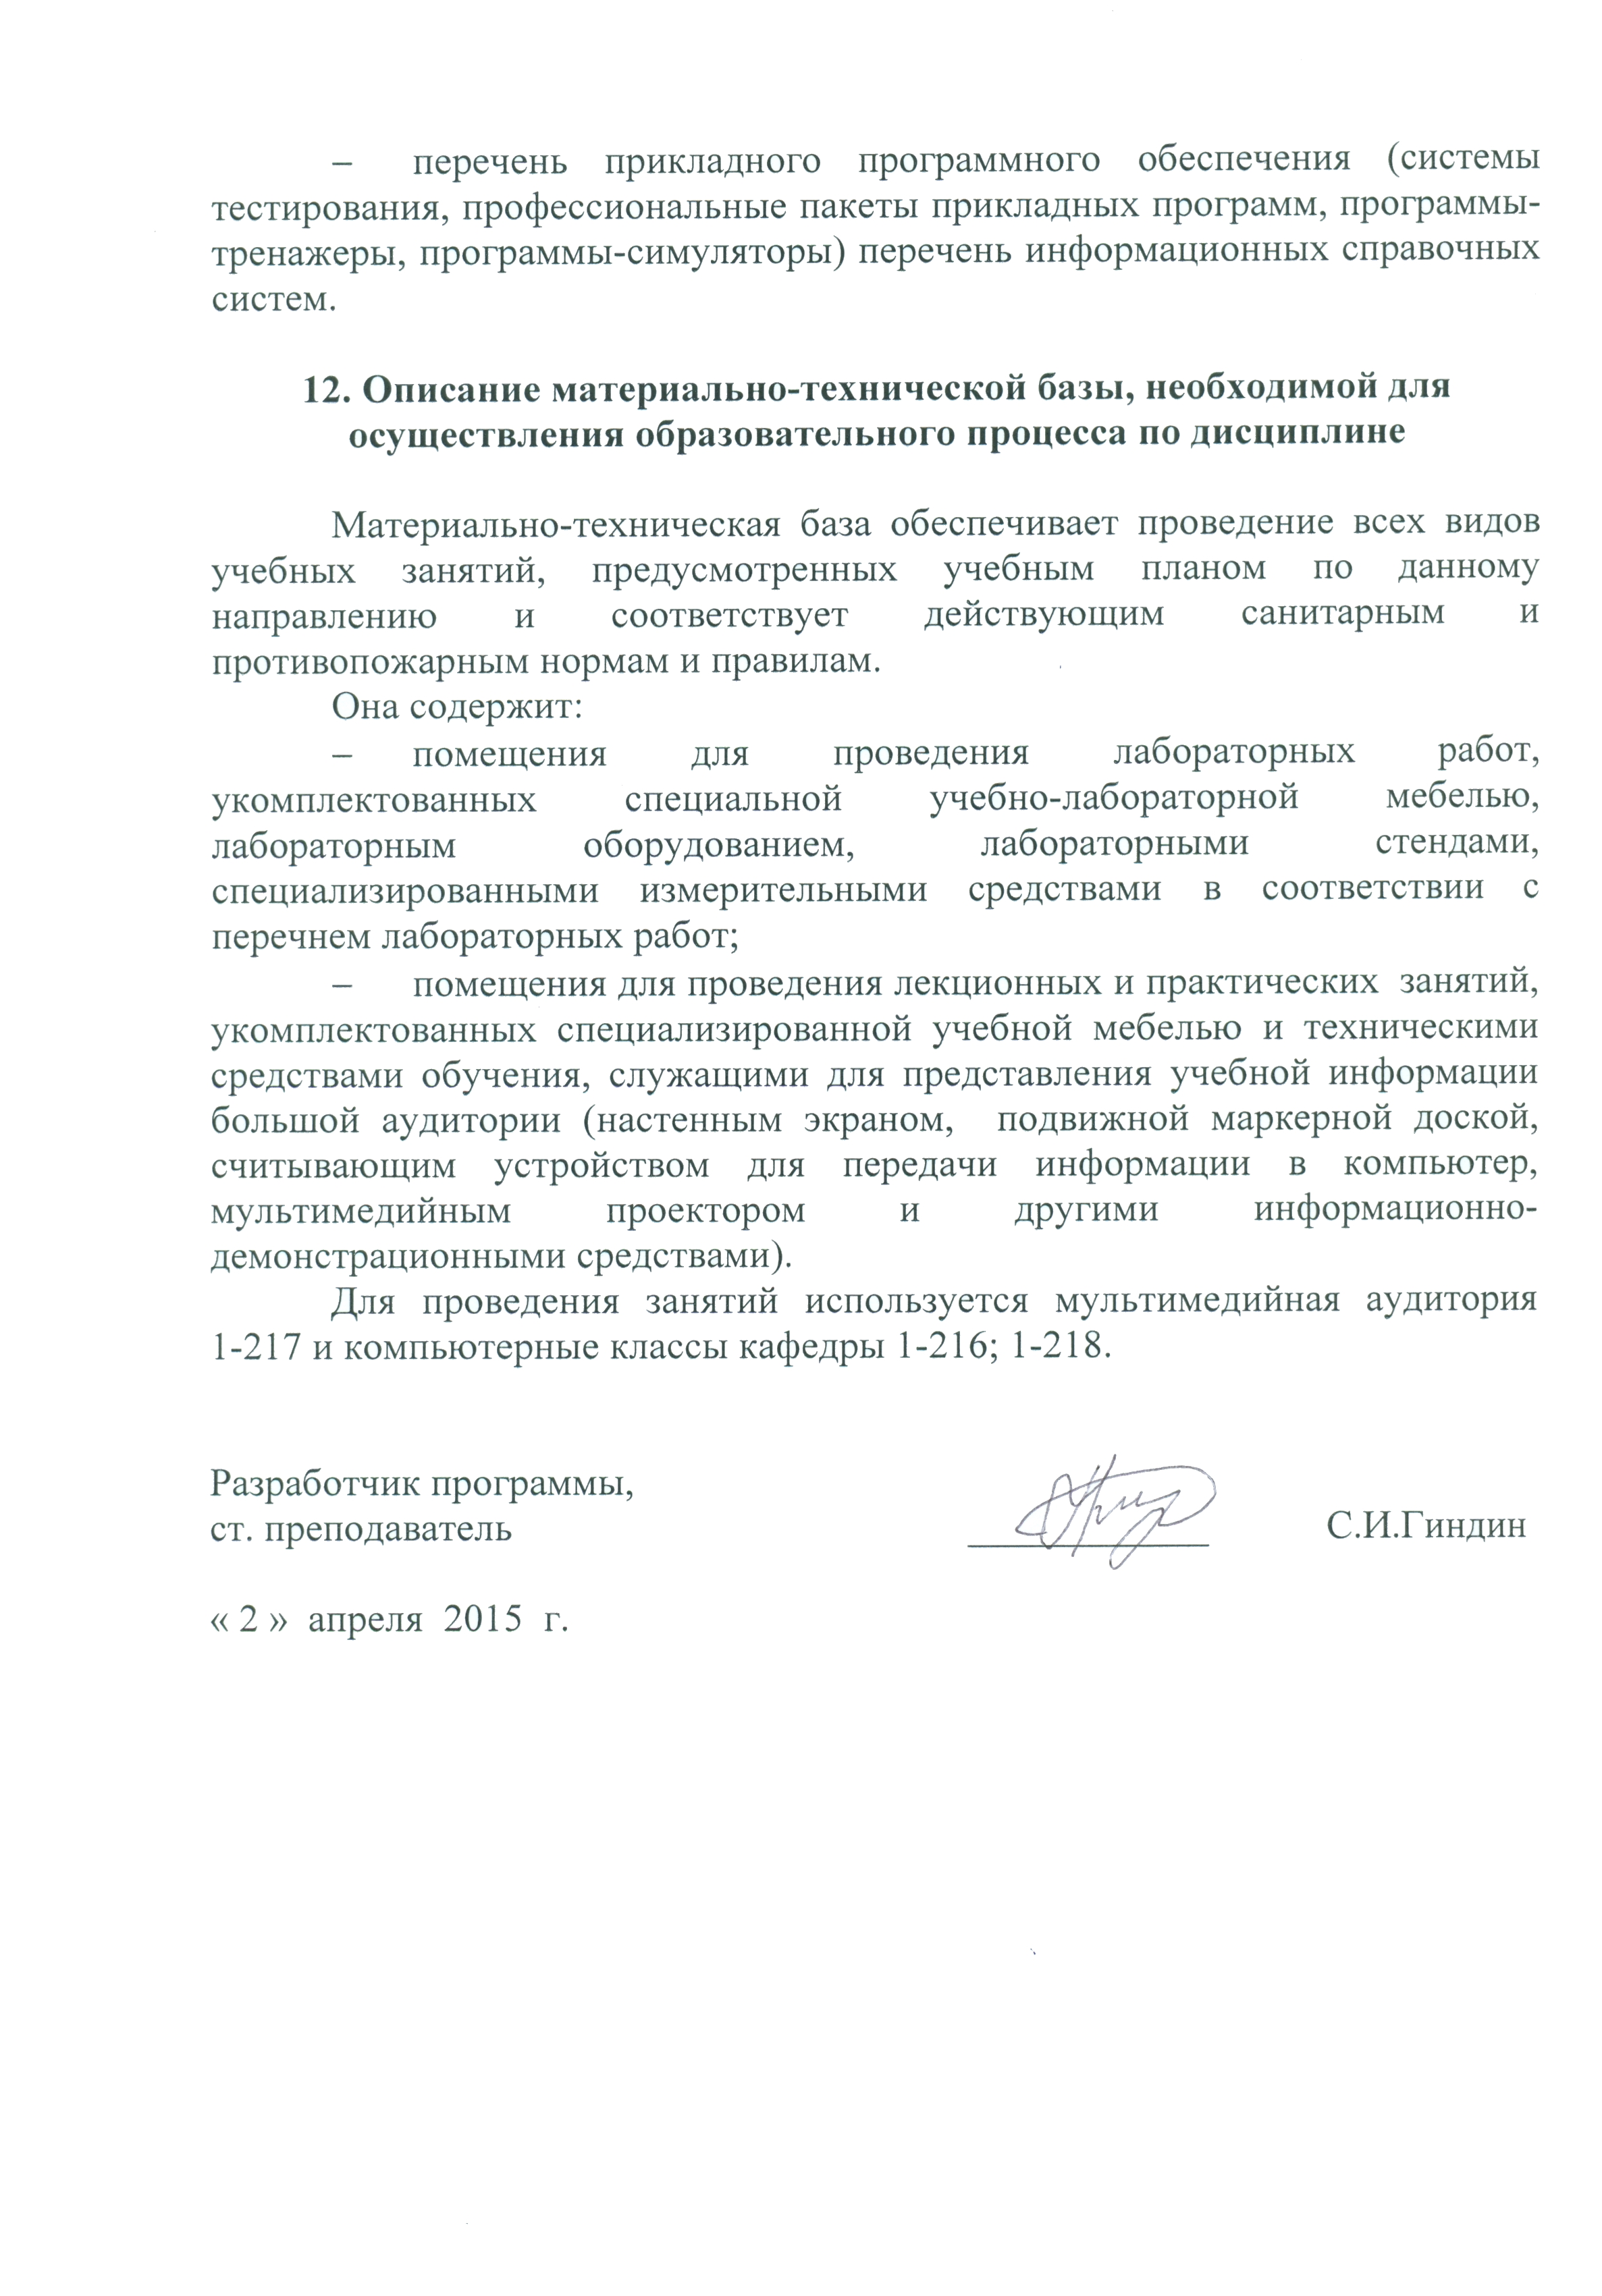 – перечень прикладного программного обеспечения (системы
тестирования, профессиональные пакеты прикладных программ, программы-
тренажеры, программы-симуляторы) перечень информационных справочных
систем.
12. Описание материально-технической базы, необходимой для
осуществления образовательного процесса по дисциплине
Материально-техническая база обеспечивает проведение всех видов
учебных занятий, предусмотренных учебным планом по данному
направлению и соответствует действующим санитарным и
противопожарным нормам и правилам.
Она содержит:
– помещения для проведения лабораторных работ,
укомплектованных специальной учебно-лабораторной мебелью,
лабораторным оборудованием, лабораторными стендами,
специализированными измерительными средствами в соответствии с
перечнем лабораторных работ;
– помещения для проведения лекционных и практических занятий,
укомплектованных специализированной учебной мебелью и техническими
средствами обучения, служащими для представления учебной информации
большой аудитории (настенным экраном, подвижной маркерной доской,
считывающим устройством для передачи информации в компьютер,
мультимедийным проектором и другими информационно-
демонстрационными средствами).
Для проведения занятий используется мультимедийная аудитория
1-217 и компьютерные классы кафедры 1-216; 1-218.
Разработчик программы,
ст. преподаватель С.И.Гиндин
« 2 » апреля 2015 г.